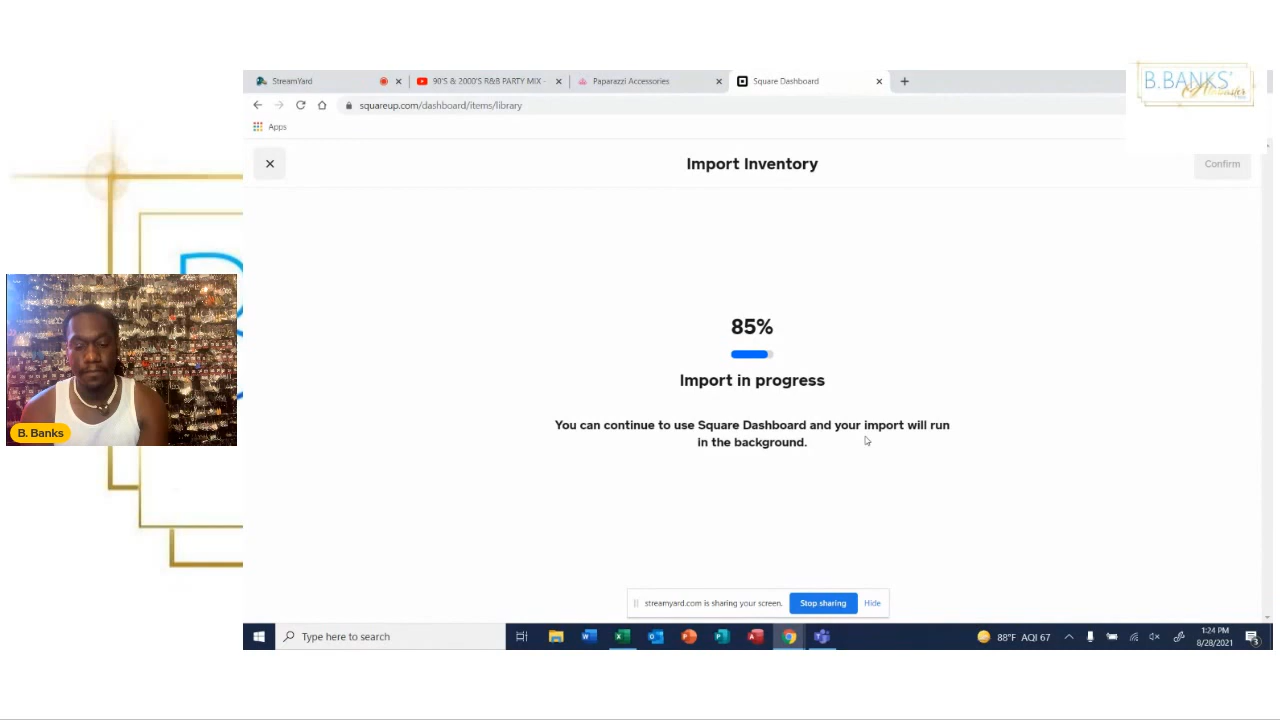 StreamYard
90'S & 2000'S R&B PARTY MIX -
Paparazzi Accessories
Square Dashboard
squareup.com/dashboard/items/library
Apps
B.BANKS'
Import Inventory
Confirm
85%
Import in progress
You can continue to use Square Dashboard and your import will run
in the background.
B. Banks
streamyard.com is sharing your screen.
Stop sharing
Hide
Type here to search
88°F AQI 67
1:24 PM
8/28/2021